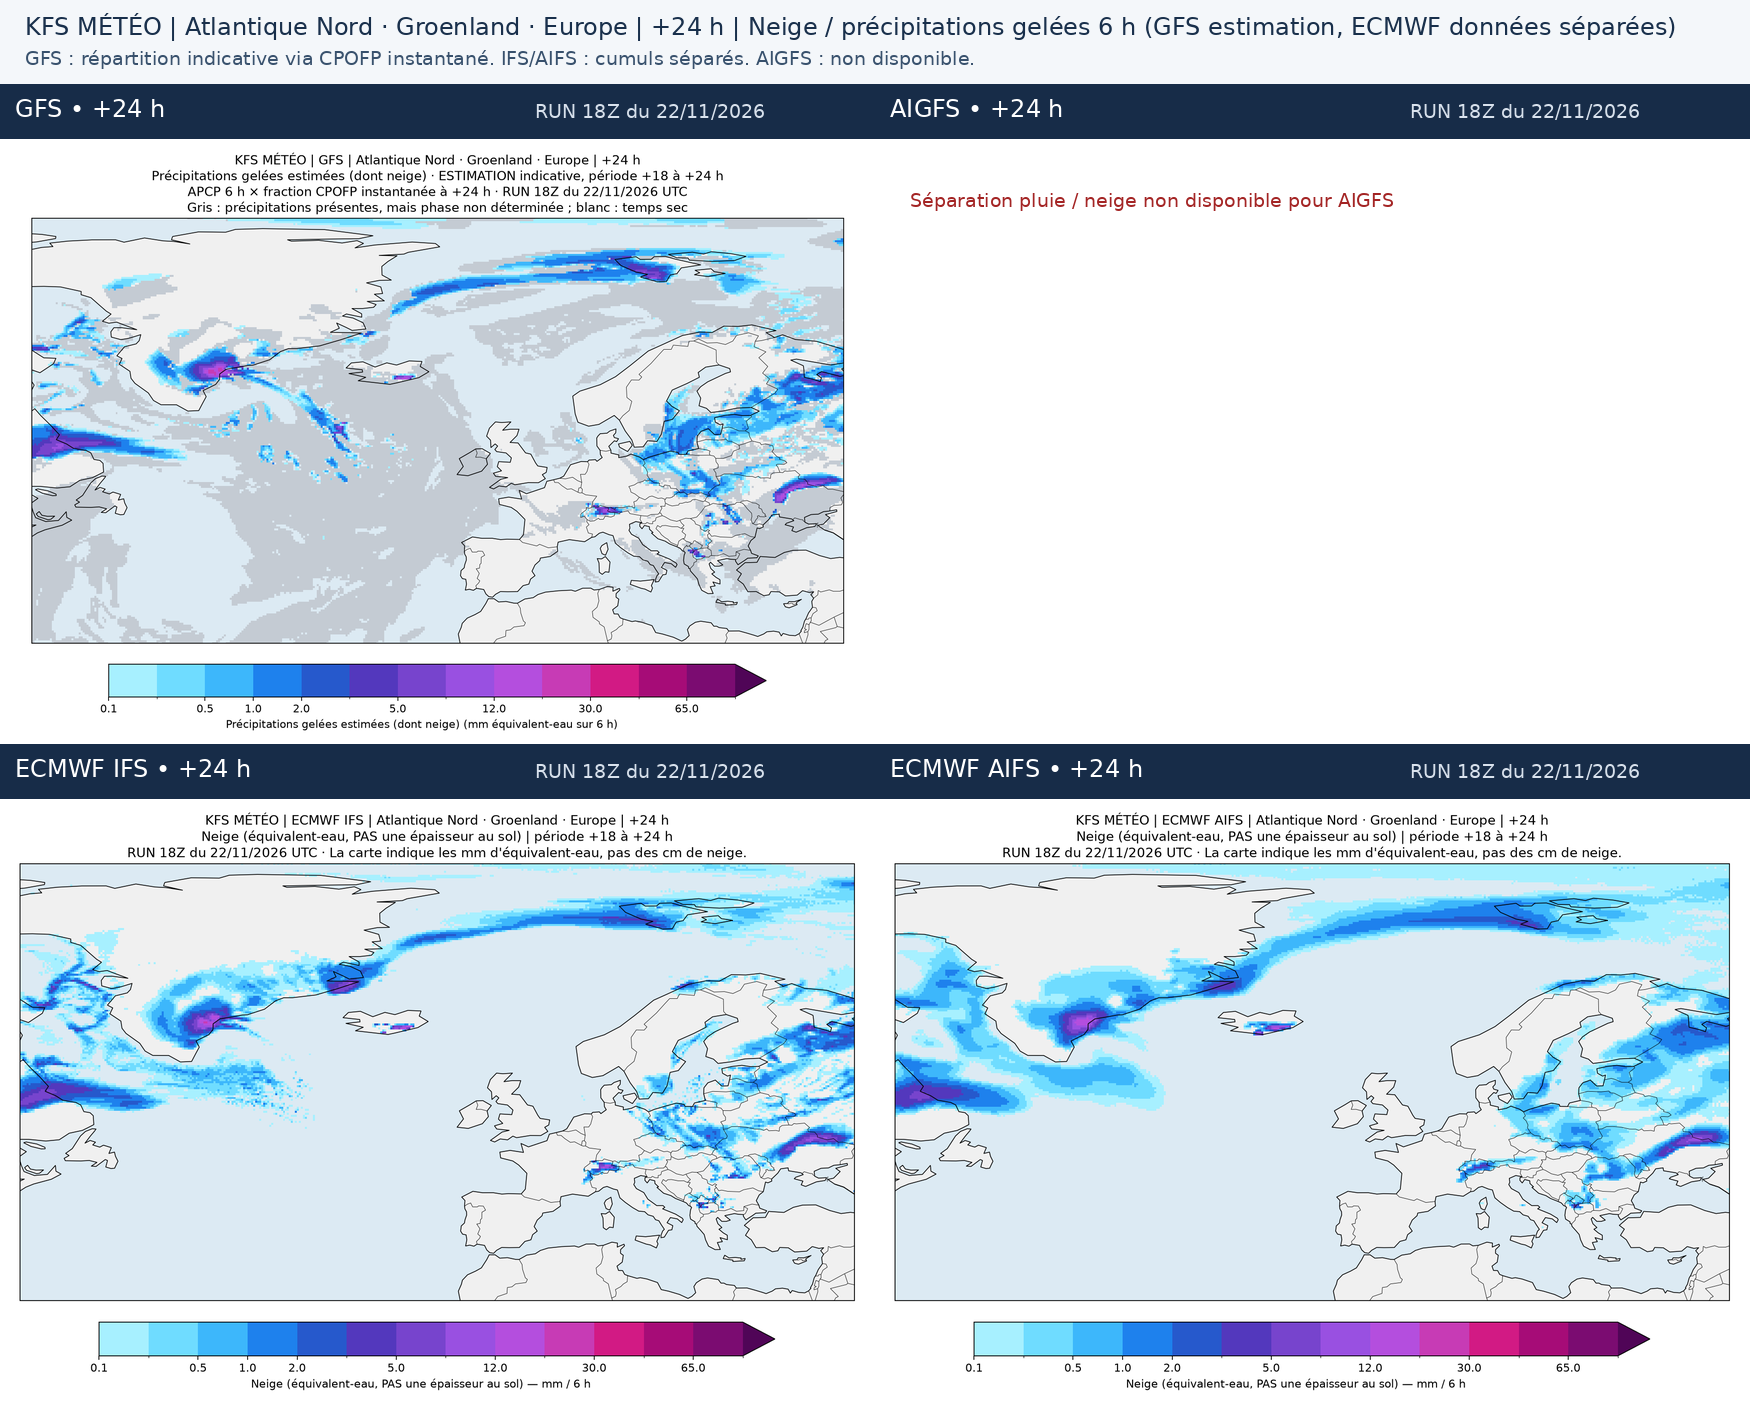 KFS MÉTÉO | Atlantique Nord · Groenland · Europe | +24 h | Neige / précipitations gelées 6 h (GFS estimation, ECMWF données séparées)
GFS : répartition indicative via CPOFP instantané. IFS/AIFS : cumuls séparés. AIGFS : non disponible.
GFS • +24 h
RUN 18Z du 22/11/2026
AIGFS • +24 h
RUN 18Z du 22/11/2026
KFS MÉTÉO | GFS | Atlantique Nord · Groenland · Europe | +24 h
Précipitations gelées estimées (dont neige) · ESTIMATION indicative, période +18 à +24 h
APCP 6 h × fraction CPOFP instantanée à +24 h · RUN 18Z du 22/11/2026 UTC
Gris : précipitations présentes, mais phase non déterminée ; blanc : temps sec
Séparation pluie / neige non disponible pour AIGFS
0.1 0.5 1.0 2.0 5.0 12.0 30.0 65.0
Précipitations gelées estimées (dont neige) (mm équivalent-eau sur 6 h)
ECMWF IFS • +24 h
RUN 18Z du 22/11/2026
ECMWF AIFS • +24 h
RUN 18Z du 22/11/2026
KFS MÉTÉO | ECMWF IFS | Atlantique Nord · Groenland · Europe | +24 h
Neige (équivalent-eau, PAS une épaisseur au sol) | période +18 à +24 h
RUN 18Z du 22/11/2026 UTC · La carte indique les mm d'équivalent-eau, pas des cm de neige.
KFS MÉTÉO | ECMWF AIFS | Atlantique Nord · Groenland · Europe | +24 h
Neige (équivalent-eau, PAS une épaisseur au sol) | période +18 à +24 h
RUN 18Z du 22/11/2026 UTC · La carte indique les mm d'équivalent-eau, pas des cm de neige.
0.1 0.5 1.0 2.0 5.0 12.0 30.0 65.0
Neige (équivalent-eau, PAS une épaisseur au sol) — mm / 6 h
0.1 0.5 1.0 2.0 5.0 12.0 30.0 65.0
Neige (équivalent-eau, PAS une épaisseur au sol) — mm / 6 h